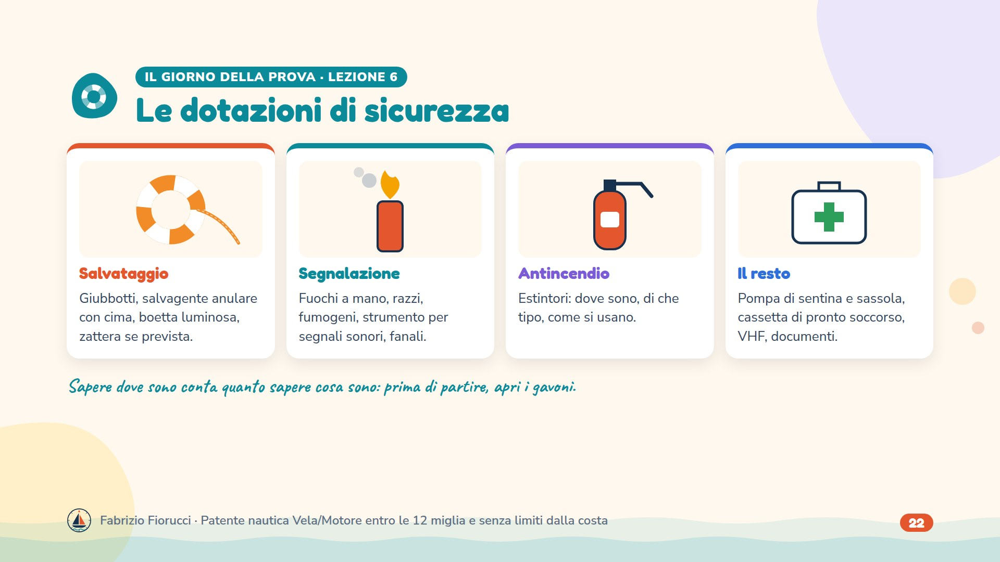 IL GIORNO DELLA PROVA · LEZIONE 6
Le dotazioni di sicurezza
Salvataggio
Giubbotti, salvagente anulare
con cima, boetta luminosa,
zattera se prevista.
Segnalazione
Fuochi a mano, razzi,
fumogeni, strumento per
segnali sonori, fanali.
Antincendio
Estintori: dove sono, di che
tipo, come si usano.
Il resto
Pompa di sentina e sassola,
cassetta di pronto soccorso,
VHF, documenti.
Sapere dove sono conta quanto sapere cosa sono: prima di partire, apri i gavoni.
Fabrizio Fiorucci · Patente nautica Vela/Motore entro le 12 miglia e senza limiti dalla costa
22